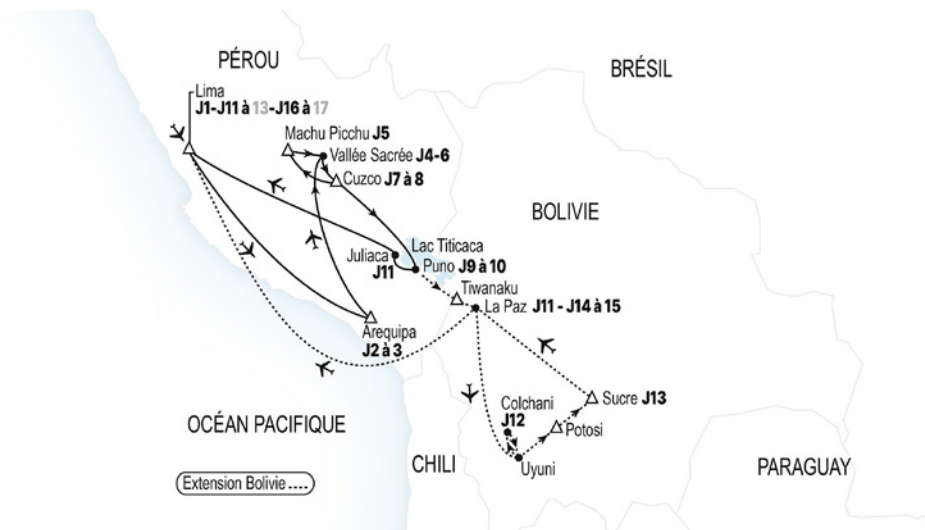 PÉROU
BRÉSIL
Lima
J1-J11 à 13-J16 à 17
Machu Picchu J5
Vallée Sacrée J4-6
Cuzco J7 à 8
BOLIVIE
Lac Titicaca
Juliaca
J11
Puno J9 à 10
Tiwanaku
La Paz J11 - J14 à 15
Arequipa
J2 à 3
Colchani
J12
Sucre J13
Potosi
Uyuni
OCÉAN PACIFIQUE
CHILI
PARAGUAY
Extension Bolivie ....